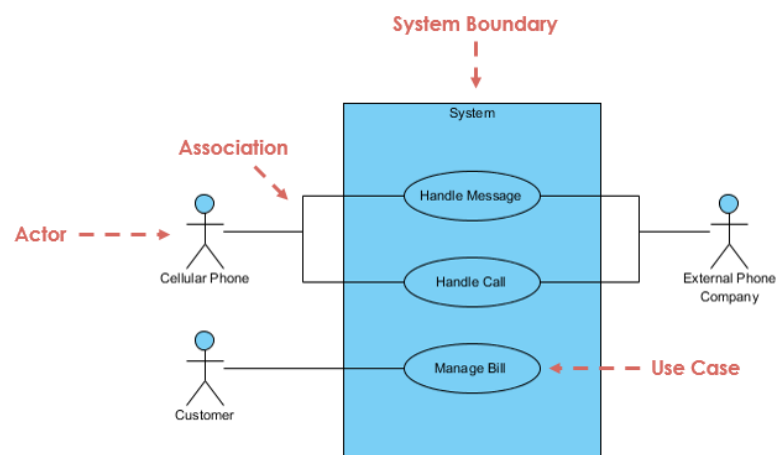 System Boundary
System
Association
Handle Message
Actor
Cellular Phone
Handle Call
External Phone
Company
Manage Bill
Use Case
Customer